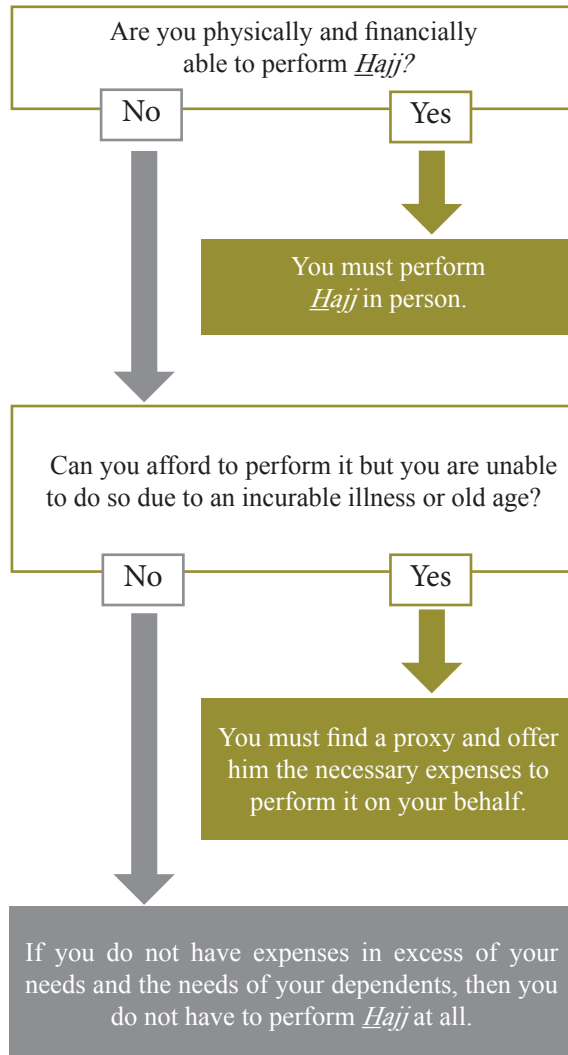 Are you physically and financially
able to perform Hajj?
No
Yes
You must perform
Hajj in person.
Can you afford to perform it but you are unable
to do so due to an incurable illness or old age?
No
Yes
You must find a proxy and offer
him the necessary expenses to
perform it on your behalf.
If you do not have expenses in excess of your
needs and the needs of your dependents, then you
do not have to perform Hajj at all.